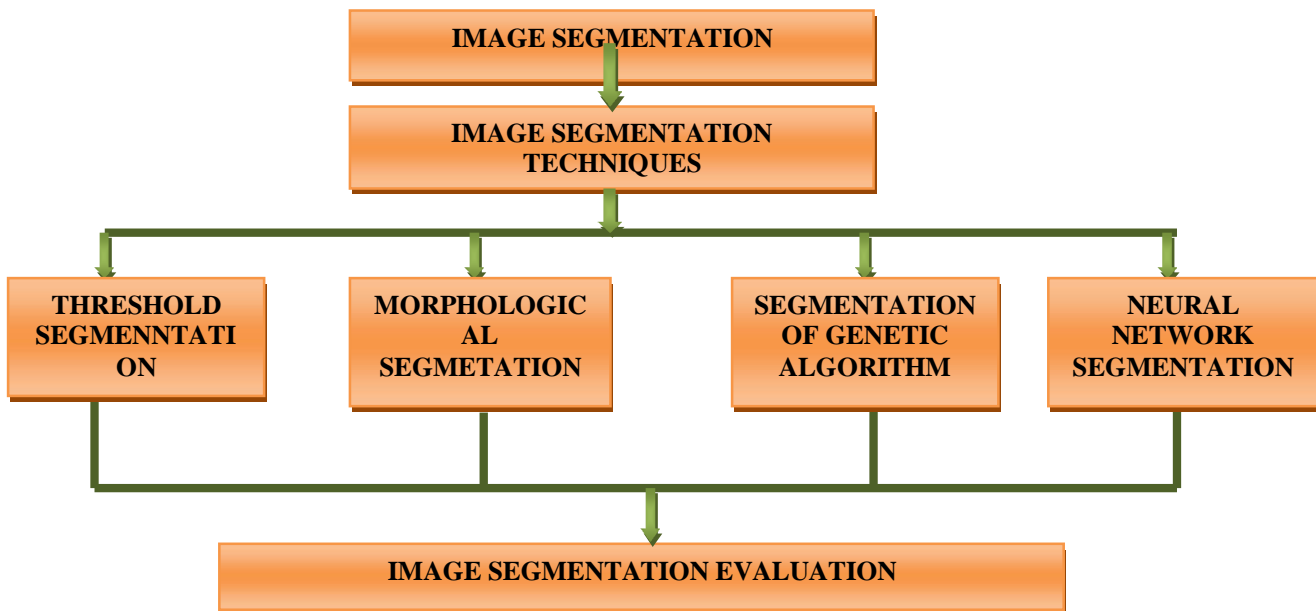 IMAGE SEGMENTATION
IMAGE SEGMENTATION
TECHNIQUES
THRESHOLD
SEGMENNTATI
ON
MORPHOLOGIC
AL
SEGMETATION
SEGMENTATION
OF GENETIC
ALGORITHM
NEURAL
NETWORK
SEGMENTATION
IMAGE SEGMENTATION EVALUATION